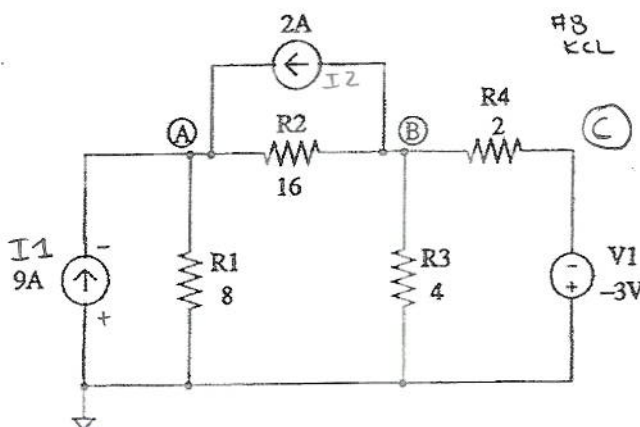 #8
KCL
2A
I2
R4
2
C
A
R2
16
B
I1
9A
-
+
R1
8
R3
4
V1
-3V
-
+